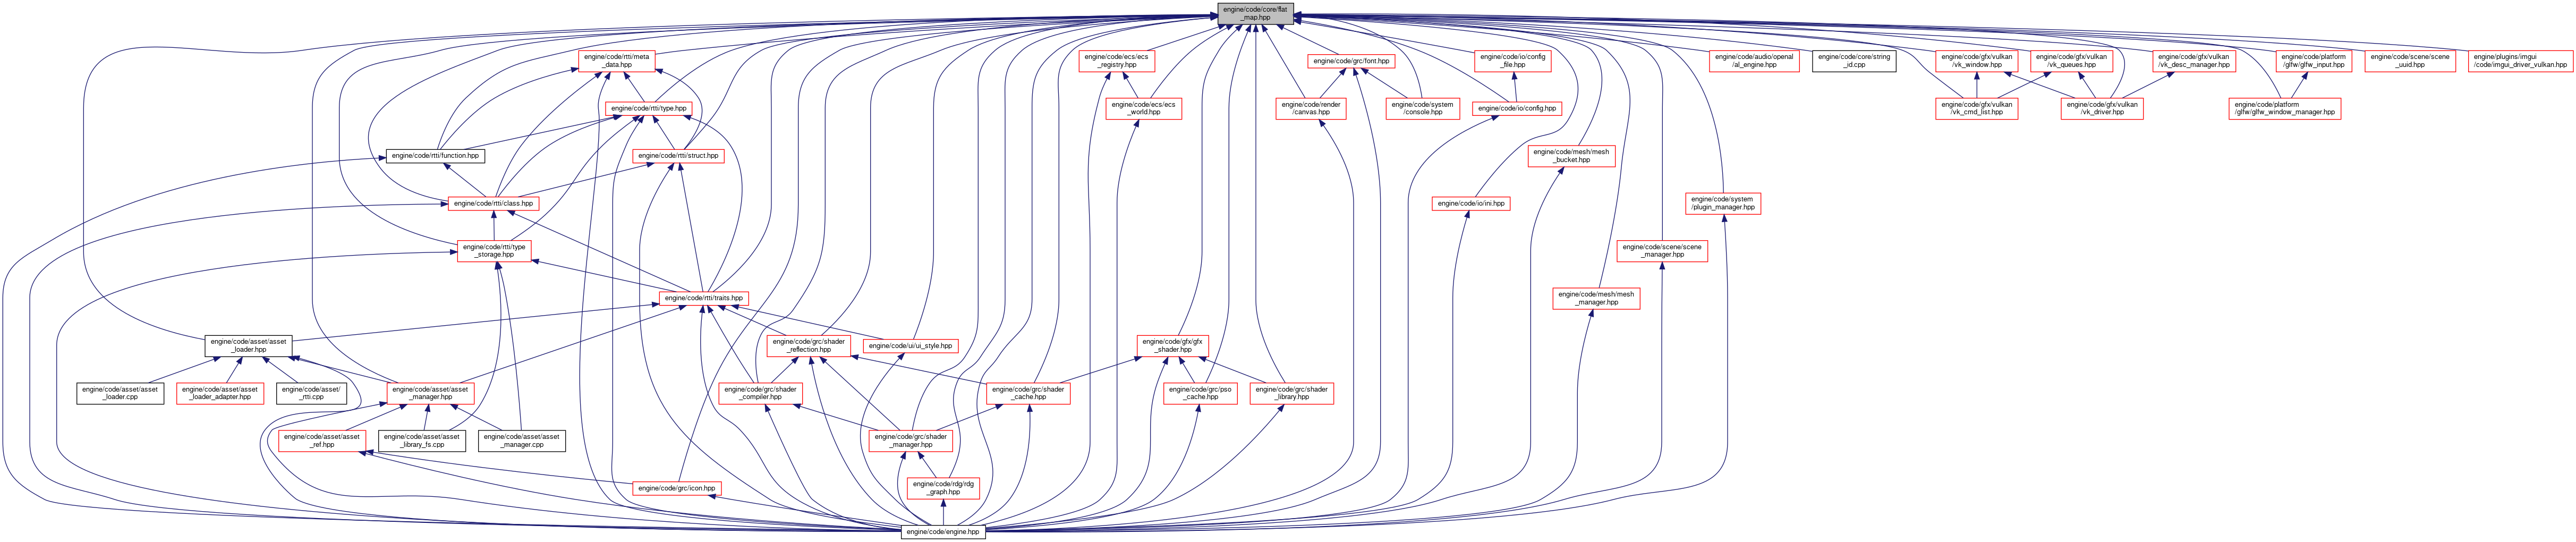 engine/code/core/flat
_map.hpp
engine/code/rtti/meta
_data.hpp
engine/code/ecs/ecs
_registry.hpp
engine/code/grc/font.hpp
engine/code/io/config
_file.hpp
engine/code/audio/openal
/al_engine.hpp
engine/code/core/string
_id.cpp
engine/code/gfx/vulkan
/vk_window.hpp
engine/code/gfx/vulkan
/vk_queues.hpp
engine/code/gfx/vulkan
/vk_desc_manager.hpp
engine/code/platform
/glfw/glfw_input.hpp
engine/code/scene/scene
_uuid.hpp
engine/plugins/imgui
/code/imgui_driver_vulkan.hpp
engine/code/rtti/type.hpp
engine/code/ecs/ecs
_world.hpp
engine/code/render
/canvas.hpp
engine/code/system
/console.hpp
engine/code/io/config.hpp
engine/code/gfx/vulkan
/vk_cmd_list.hpp
engine/code/gfx/vulkan
/vk_driver.hpp
engine/code/platform
/glfw/glfw_window_manager.hpp
engine/code/rtti/function.hpp
engine/code/rtti/struct.hpp
engine/code/mesh/mesh
_bucket.hpp
engine/code/rtti/class.hpp
engine/code/io/ini.hpp
engine/code/system
/plugin_manager.hpp
engine/code/rtti/type
_storage.hpp
engine/code/scene/scene
_manager.hpp
engine/code/rtti/traits.hpp
engine/code/mesh/mesh
_manager.hpp
engine/code/asset/asset
_loader.hpp
engine/code/grc/shader
_reflection.hpp
engine/code/ui/ui_style.hpp
engine/code/gfx/gfx
_shader.hpp
engine/code/asset/asset
_loader.cpp
engine/code/asset/asset
_loader_adapter.hpp
engine/code/asset/
_rtti.cpp
engine/code/asset/asset
_manager.hpp
engine/code/grc/shader
_compiler.hpp
engine/code/grc/shader
_cache.hpp
engine/code/grc/pso
_cache.hpp
engine/code/grc/shader
_library.hpp
engine/code/asset/asset
_ref.hpp
engine/code/asset/asset
_library_fs.cpp
engine/code/asset/asset
_manager.cpp
engine/code/grc/shader
_manager.hpp
engine/code/grc/icon.hpp
engine/code/rdg/rdg
_graph.hpp
engine/code/engine.hpp